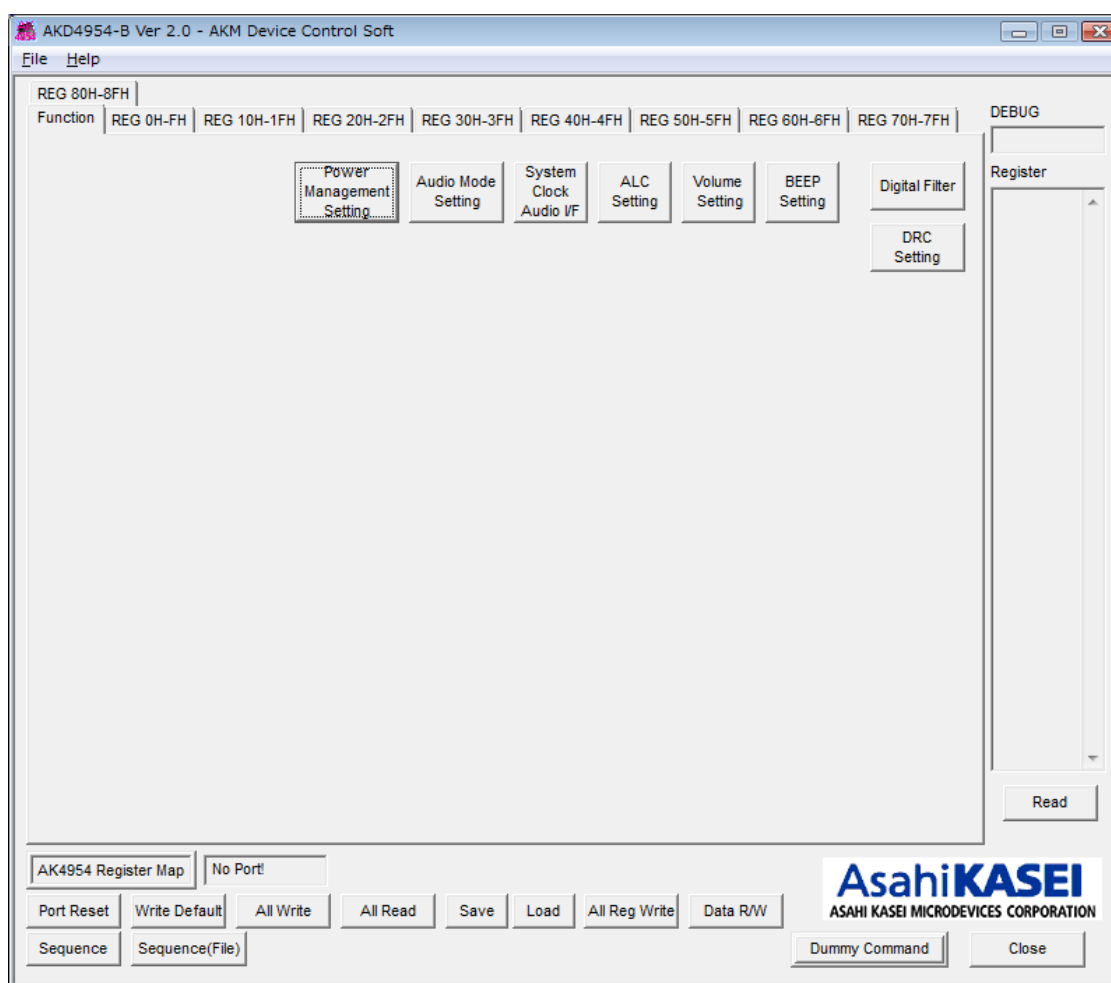 AKD4954-B Ver 2.0 - AKM Device Control Soft
File Help
REG 80H-8FH
Function REG 0H-FH REG 10H-1FH REG 20H-2FH REG 30H-3FH REG 40H-4FH REG 50H-5FH REG 60H-6FH REG 70H-7FH
DEBUG
Power
Management
Setting
Audio Mode
Setting
System
Clock
Audio I/F
ALC
Setting
Volume
Setting
BEEP
Setting
Digital Filter
DRC
Setting
Register
Read
AK4954 Register Map
No Port!
AsahiKASEI
ASAHI KASEI MICRODEVICES CORPORATION
Port Reset Write Default All Write All Read Save Load All Reg Write Data R/W
Sequence Sequence(File) Dummy Command Close